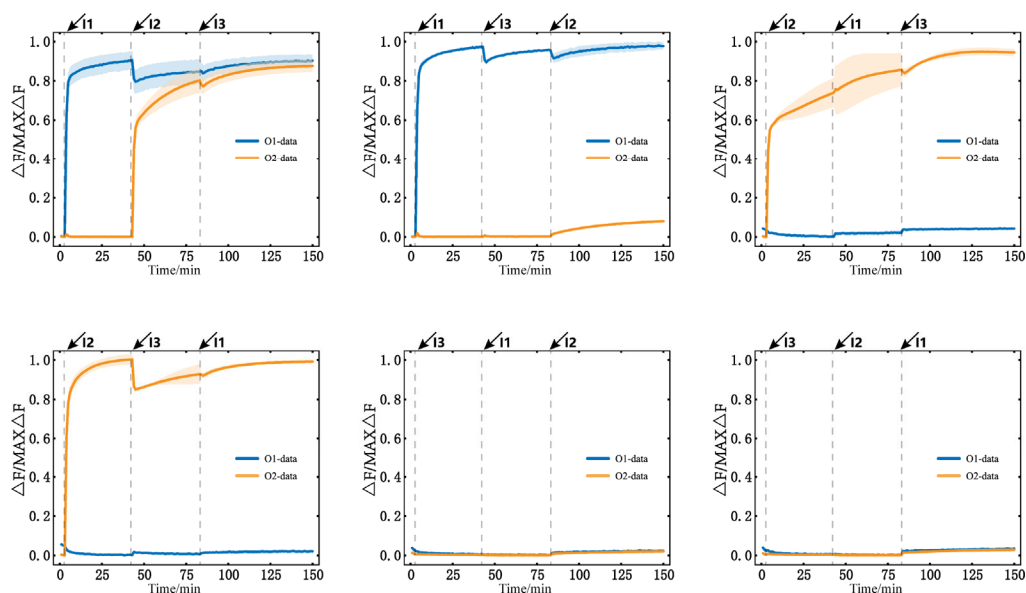 I1 I2 I3
1.0
0.8
0.6
0.4
0.2
0.0
△F/MAX△F
O1-data
O2-data
0 25 50 75 100 125 150
Time/min
I1 I3 I2
1.0
0.8
0.6
0.4
0.2
0.0
△F/MAX△F
O1-data
O2-data
0 25 50 75 100 125 150
Time/min
I2 I1 I3
1.0
0.8
0.6
0.4
0.2
0.0
△F/MAX△F
O1-data
O2-data
0 25 50 75 100 125 150
Time/min
I2 I3 I1
1.0
0.8
0.6
0.4
0.2
0.0
△F/MAX△F
O1-data
O2-data
0 25 50 75 100 125 150
Time/min
I3 I1 I2
1.0
0.8
0.6
0.4
0.2
0.0
△F/MAX△F
O1-data
O2-data
0 25 50 75 100 125 150
Time/min
I3 I2 I1
1.0
0.8
0.6
0.4
0.2
0.0
△F/MAX△F
O1-data
O2-data
0 25 50 75 100 125 150
Time/min